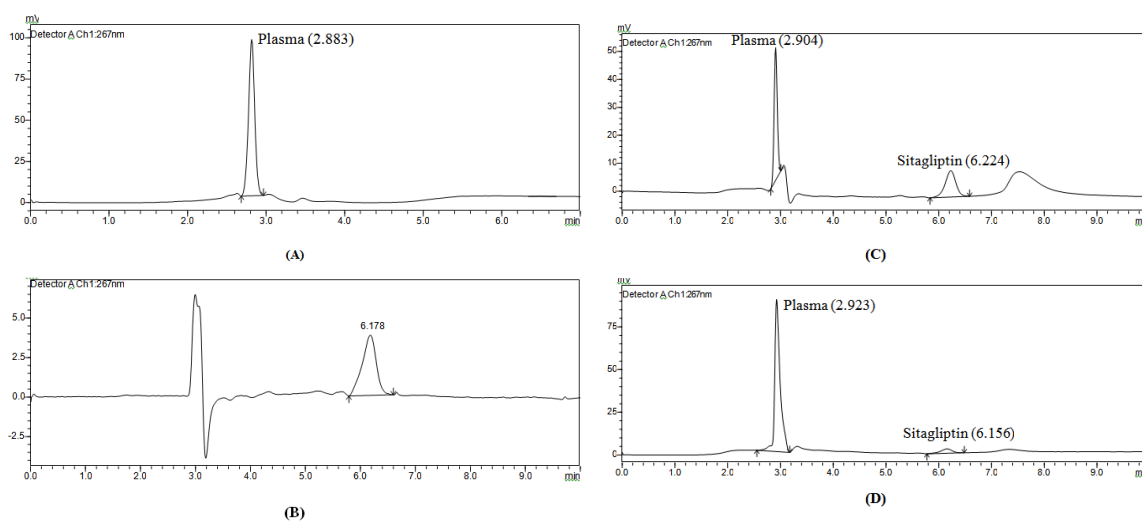 mV
Detector A Ch1:267nm
Plasma (2.883)
100
75
50
25
0
0.0 1.0 2.0 3.0 4.0 5.0 6.0 min
(A)
mV
Detector A Ch1:267nm
Plasma (2.904)
50
40
30
20
10
0
Sitagliptin (6.224)
0.0 1.0 2.0 3.0 4.0 5.0 6.0 7.0 8.0 9.0 min
(C)
mV
Detector A Ch1:267nm
6.178
5.0
2.5
0.0
-2.5
0.0 1.0 2.0 3.0 4.0 5.0 6.0 7.0 8.0 9.0 min
(B)
mV
Detector A Ch1:267nm
Plasma (2.923)
75
50
25
0
Sitagliptin (6.156)
0.0 1.0 2.0 3.0 4.0 5.0 6.0 7.0 8.0 9.0
(D)